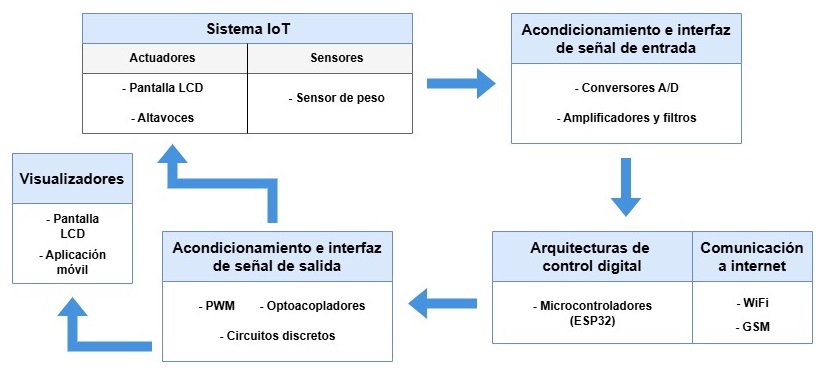 Sistema IoT
Actuadores
Sensores
- Pantalla LCD
- Altavoces
- Sensor de peso
Acondicionamiento e interfaz
de señal de entrada
- Conversores A/D
- Amplificadores y filtros
Visualizadores
- Pantalla
LCD
- Aplicación
móvil
Acondicionamiento e interfaz
de señal de salida
- PWM
- Optoacopladores
- Circuitos discretos
Arquitecturas de
control digital
- Microcontroladores
(ESP32)
Comunicación
a internet
- WiFi
- GSM